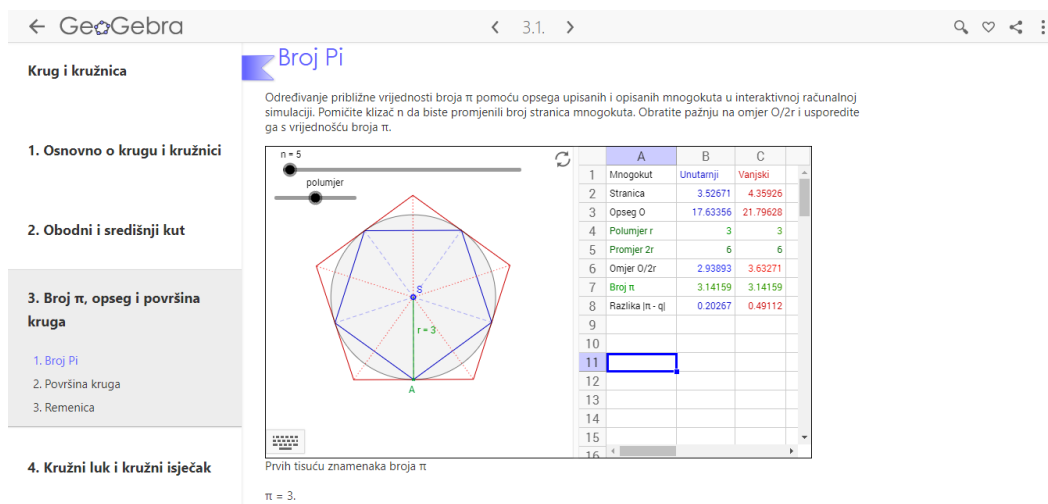 GeoGebra
3.1.
Krug i kružnica
1. Osnovno o krugu i kružnici
2. Obodni i središnji kut
3. Broj π, opseg i površina
kruga
1. Broj Pi
2. Površina kruga
3. Remenica
4. Kružni luk i kružni isječak
Broj Pi
Određivanje približne vrijednosti broja π pomoću opsega upisanih i opisanih mnogokuta u interaktivnoj računalnoj
simulaciji. Pomičite klizač n da biste promjenili broj stranica mnogokuta. Obratite pažnju na omjer O/2r i usporedite
ga s vrijednošću broja π.
n = 5
polumjer
S
r = 3
A
A B C
1 Mnogokut Unutarnji Vanjski
2 Stranica 3.52671 4.35926
3 Opseg O 17.63356 21.79628
4 Polumjer r 3 3
5 Promjer 2r 6 6
6 Omjer O/2r 2.93893 3.63271
7 Broj π 3.14159 3.14159
8 Razlika |π - q| 0.20267 0.49112
9
10
11
12
13
14
15
16
Prvih tisuću znamenaka broja π
π = 3.